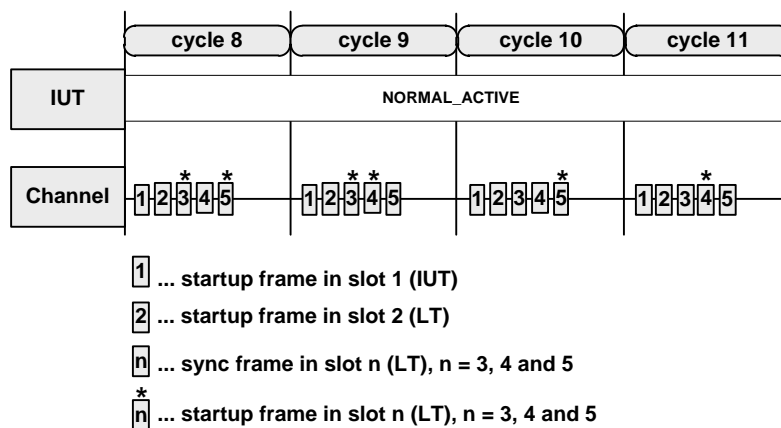 cycle 8 cycle 9 cycle 10 cycle 11
IUT NORMAL_ACTIVE
* * * * * *
Channel 1 2 3 4 5 1 2 3 4 5 1 2 3 4 5 1 2 3 4 5
1 ... startup frame in slot 1 (IUT)
2 ... startup frame in slot 2 (LT)
n ... sync frame in slot n (LT), n = 3, 4 and 5
*
n ... startup frame in slot n (LT), n = 3, 4 and 5